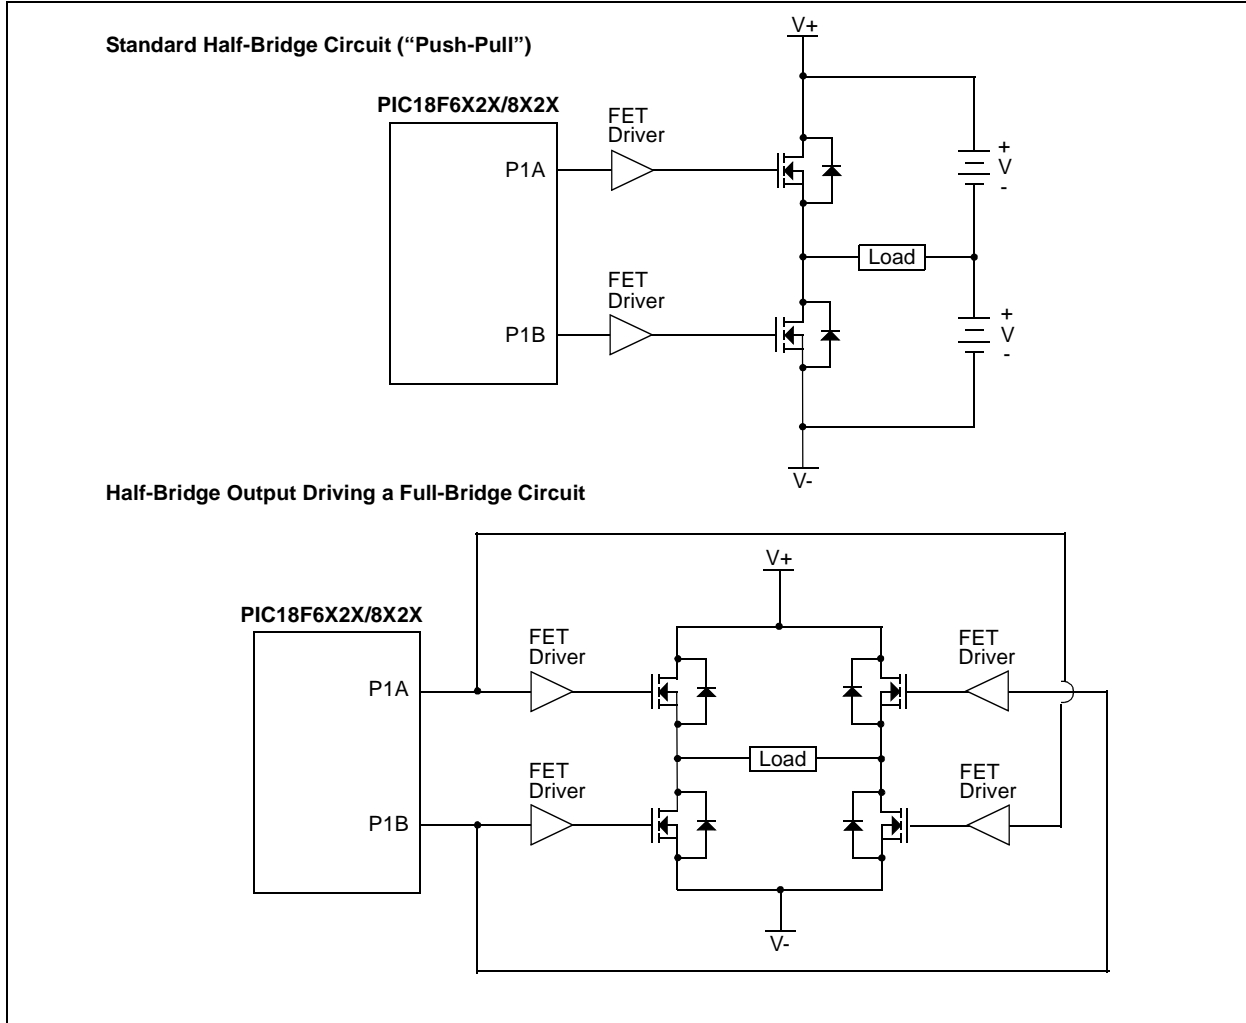 Standard Half-Bridge Circuit (“Push-Pull”)
V+
PIC18F6X2X/8X2X
FET
Driver
P1A
+
V
-
Load
FET
Driver
P1B
+
V
-
V-
Half-Bridge Output Driving a Full-Bridge Circuit
V+
PIC18F6X2X/8X2X
FET
Driver
FET
Driver
P1A
Load
FET
Driver
FET
Driver
P1B
V-